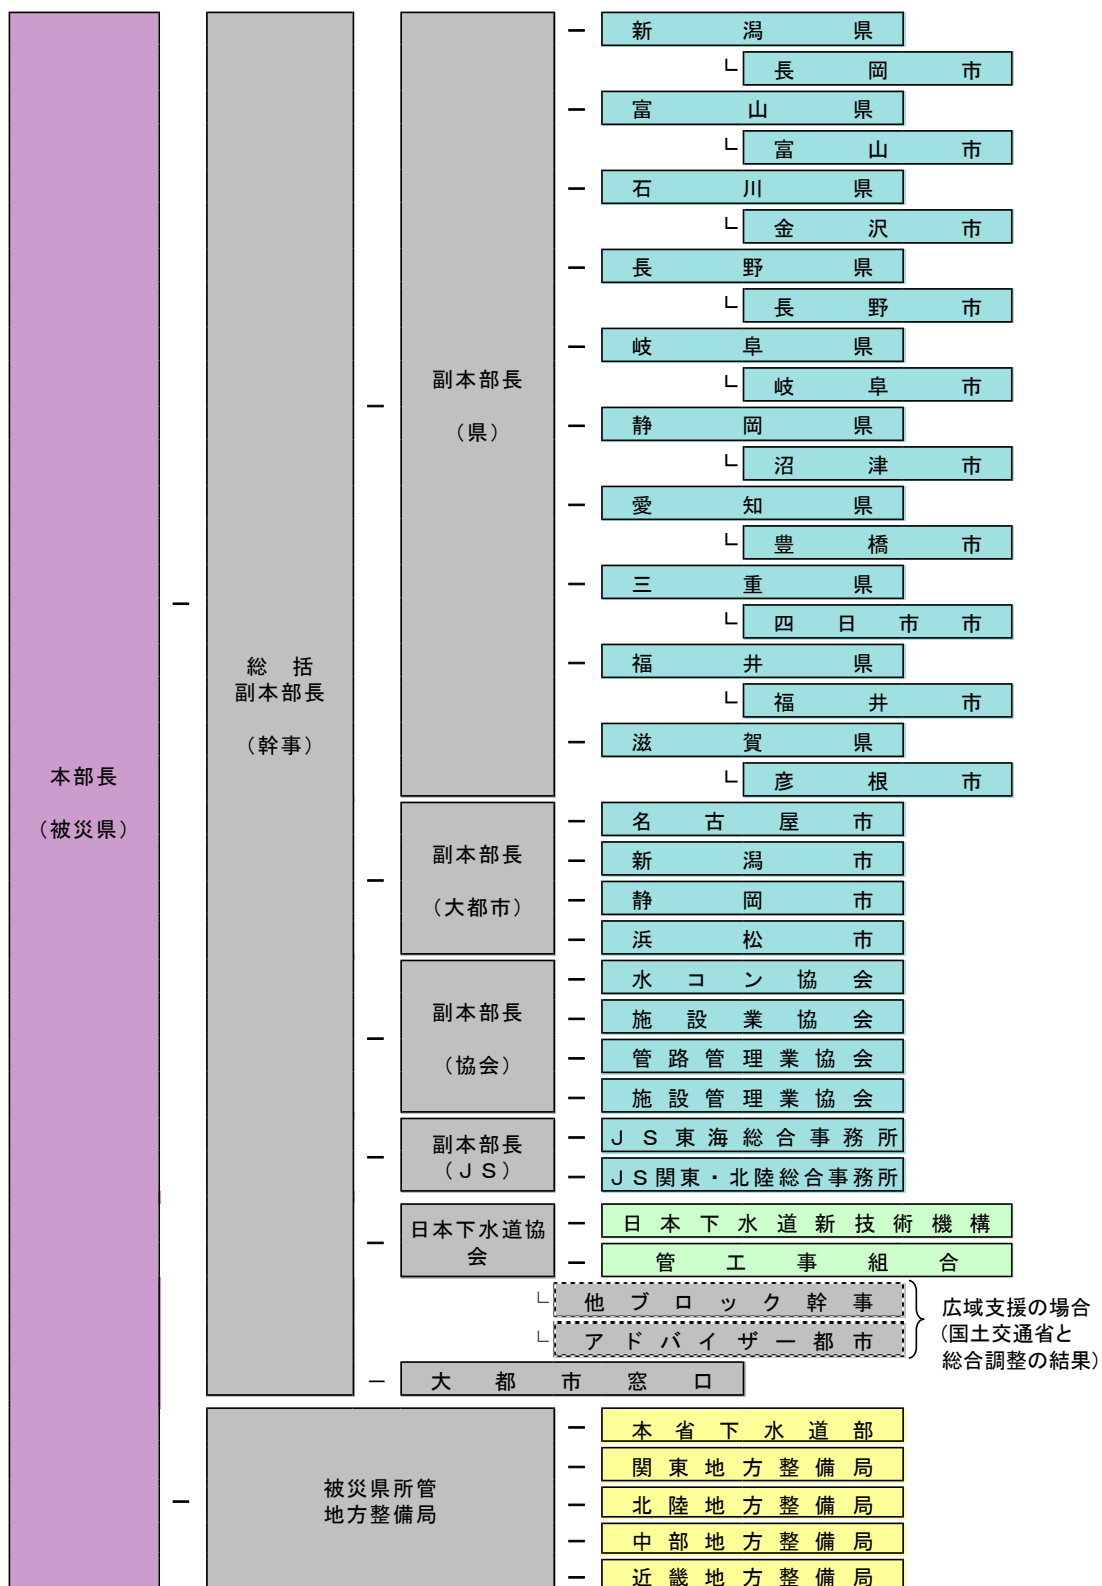 本部長
（被災県）
総　括
副本部長
（幹事）
副本部長
（県）
新潟県
長岡市
富山県
富山市
石川県
金沢市
長野県
長野市
岐阜県
岐阜市
静岡県
沼津市
愛知県
豊橋市
三重県
四日市市
福井県
福井市
滋賀県
彦根市
副本部長
（大都市）
名古屋市
新潟市
静岡市
浜松市
副本部長
（協会）
水コン協会
施設業協会
管路管理業協会
施設管理業協会
副本部長
（ＪＳ）
ＪＳ東海総合事務所
ＪＳ関東・北陸総合事務所
日本下水道協
会
日本下水道新技術機構
管工事組合
他ブロック幹事
アドバイザー都市
広域支援の場合
（国土交通省と
総合調整の結果）
大都市窓口
被災県所管
地方整備局
本省下水道部
関東地方整備局
北陸地方整備局
中部地方整備局
近畿地方整備局